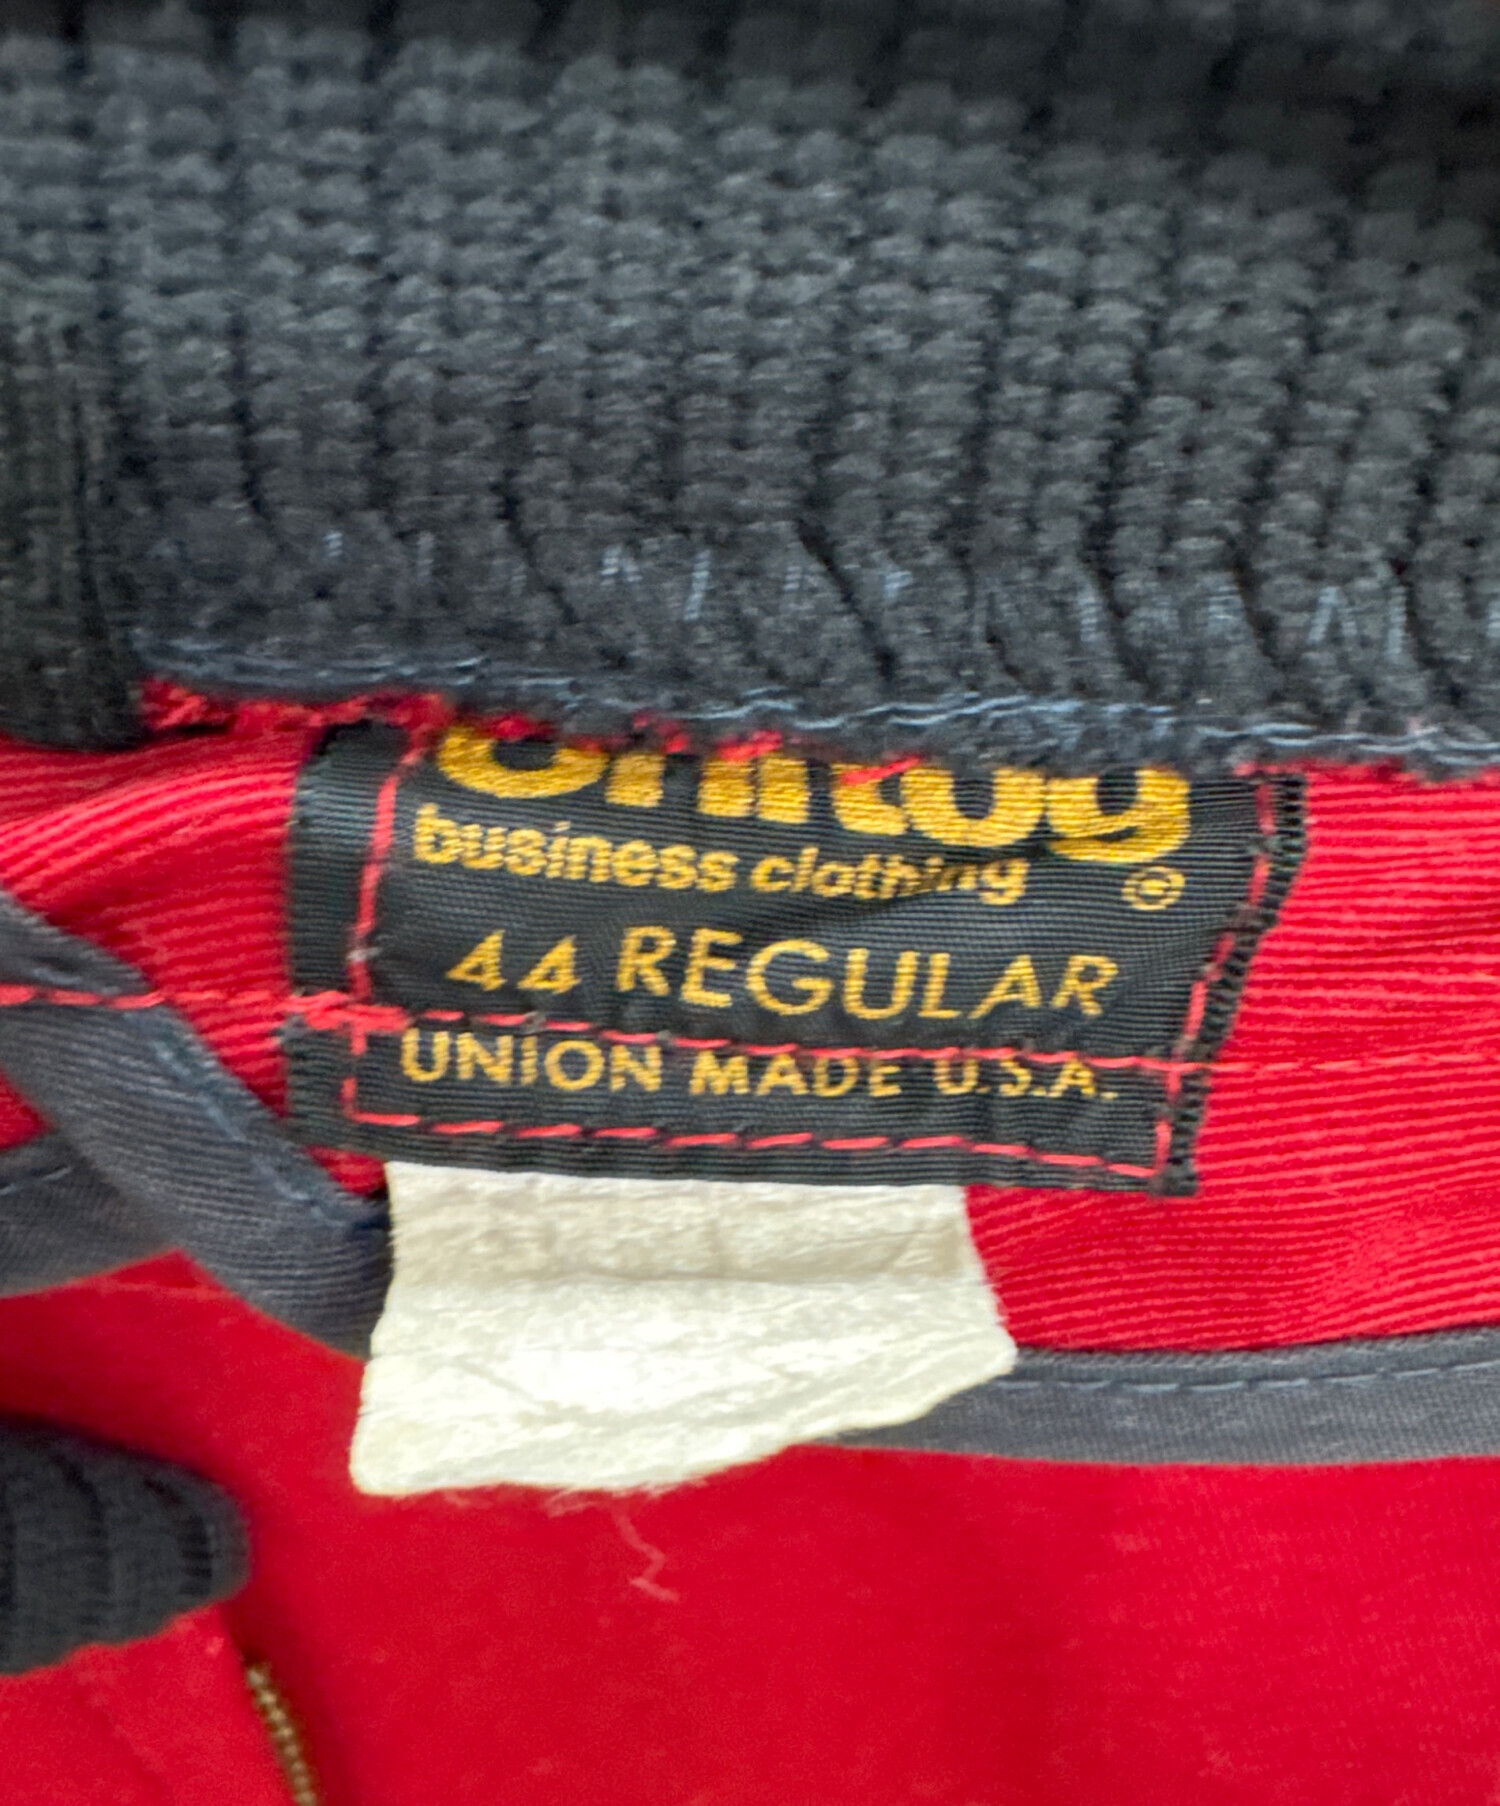 business clothing ©
44 REGULAR
UNION MADE U.S.A.